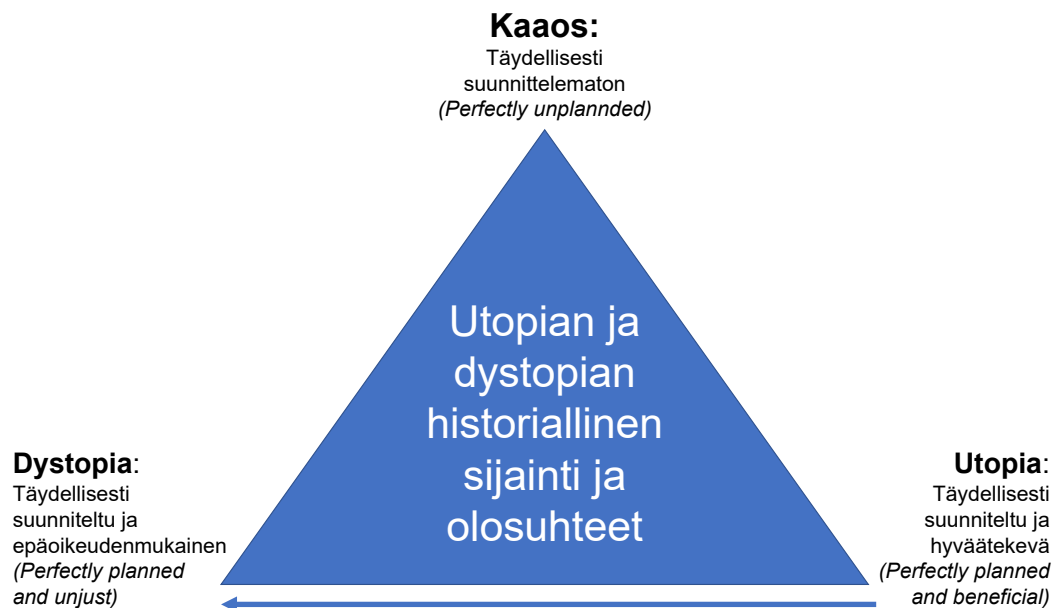 Kaaos:
Täydellisesti
suunnittelematon
(Perfectly unplannded)
Utopian ja
dystopian
historiallinen
sijainti ja
olosuhteet
Dystopia:
Täydellisesti
suunniteltu ja
epäoikeudenmukainen
(Perfectly planned
and unjust)
Utopia:
Täydellisesti
suunniteltu ja
hyväätekevä
(Perfectly planned
and beneficial)